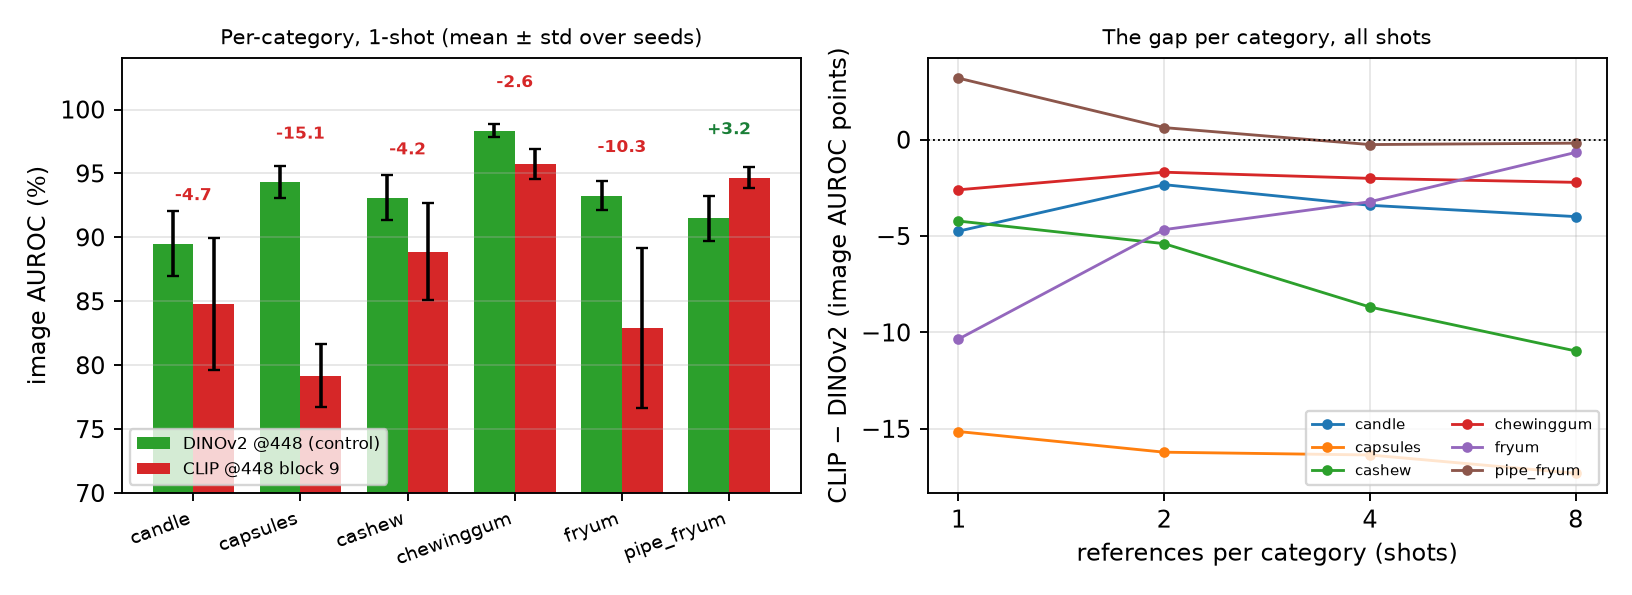 Per-category, 1-shot (mean ± std over seeds)
image AUROC (%)
100
95
90
85
80
75
70
-4.7
-15.1
-4.2
-2.6
-10.3
+3.2
DINOv2 @448 (control)
CLIP @448 block 9
candle
capsules
cashew
chewinggum
fryum
pipe_fryum
The gap per category, all shots
CLIP − DINOv2 (image AUROC points)
0
−5
−10
−15
candle
capsules
cashew
chewinggum
fryum
pipe_fryum
1
2
4
8
references per category (shots)